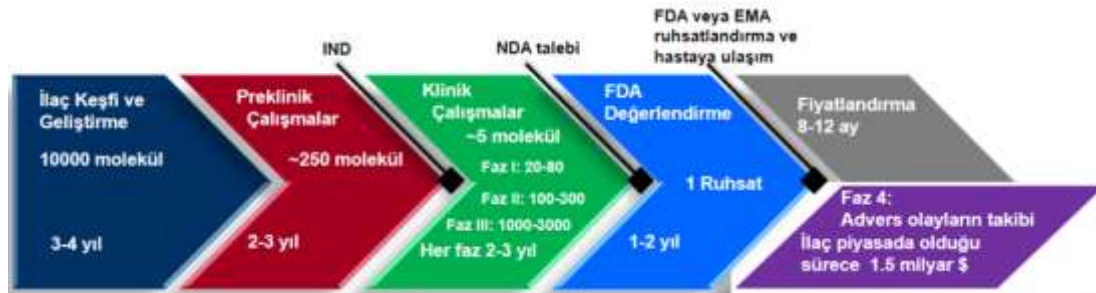 IND
NDA talebi
FDA veya EMA
ruhsatlandırma ve
hastaya ulaşım
İlaç Keşfi ve
Geliştirme
10000 molekül
3-4 yıl
Preklinik
Çalışmalar
~250 molekül
2-3 yıl
Klinik
Çalışmalar
~5 molekül
Faz I: 20-80
Faz II: 100-300
Faz III: 1000-3000
Her faz 2-3 yıl
FDA
Değerlendirme
1 Ruhsat
1-2 yıl
Fiyatlandırma
8-12 ay
Faz 4:
Advers olayların takibi
İlaç piyasada olduğu
sürece 1.5 milyar $